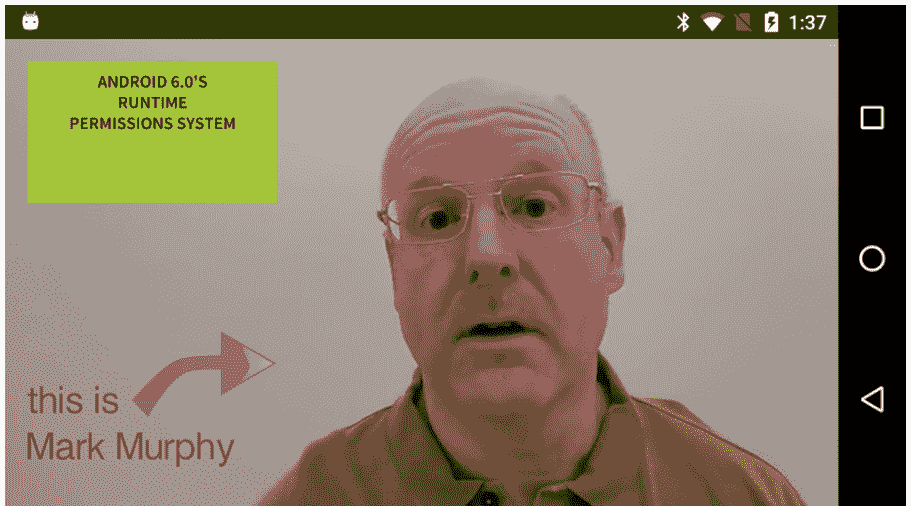 1:37
ANDROID 6.0'S
RUNTIME
PERMISSIONS SYSTEM
this is
Mark Murphy